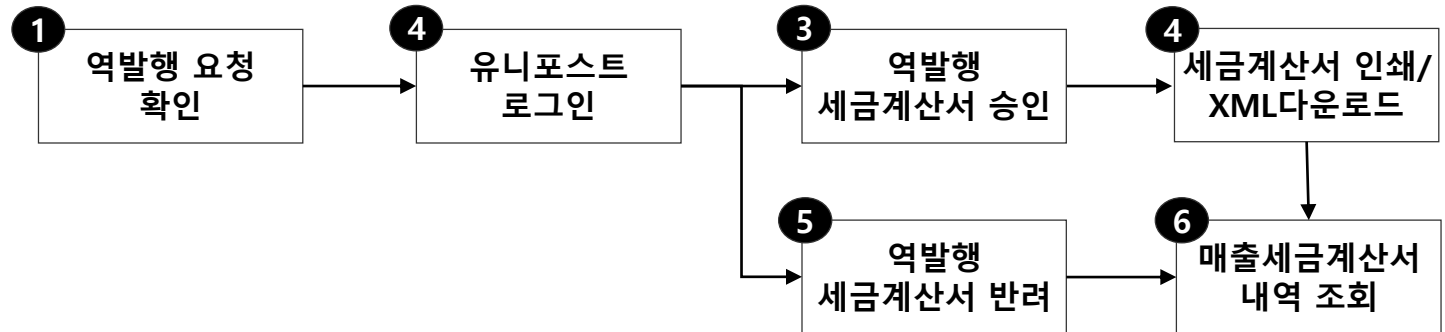 1
역발행 요청
확인
4
유니포스트
로그인
3
역발행
세금계산서 승인
4
세금계산서 인쇄/
XML다운로드
5
역발행
세금계산서 반려
6
매출세금계산서
내역 조회